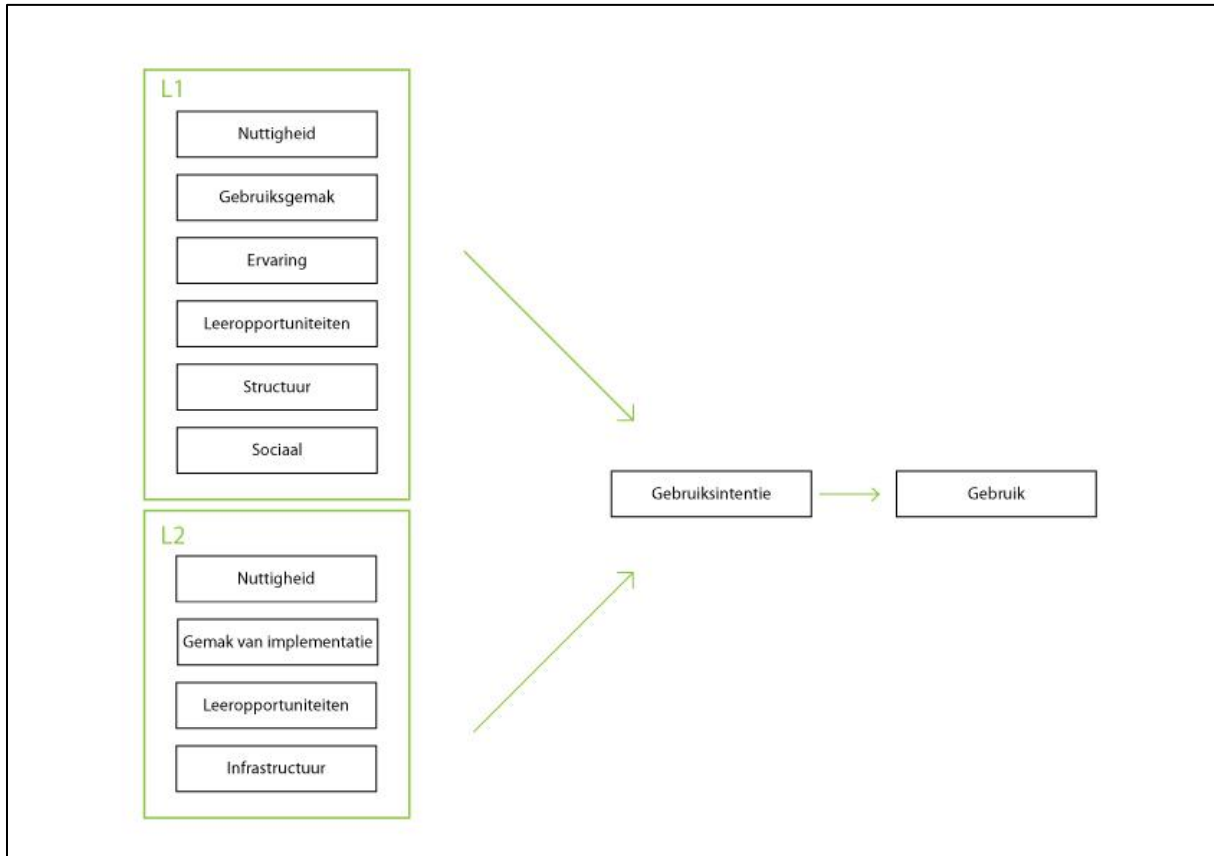 L1
Nuttigheid
Gebruiksgemak
Ervaring
Leeropportuniteiten
Structuur
Sociaal
L2
Nuttigheid
Gemak van implementatie
Leeropportuniteiten
Infrastructuur
Gebruiksintentie
Gebruik